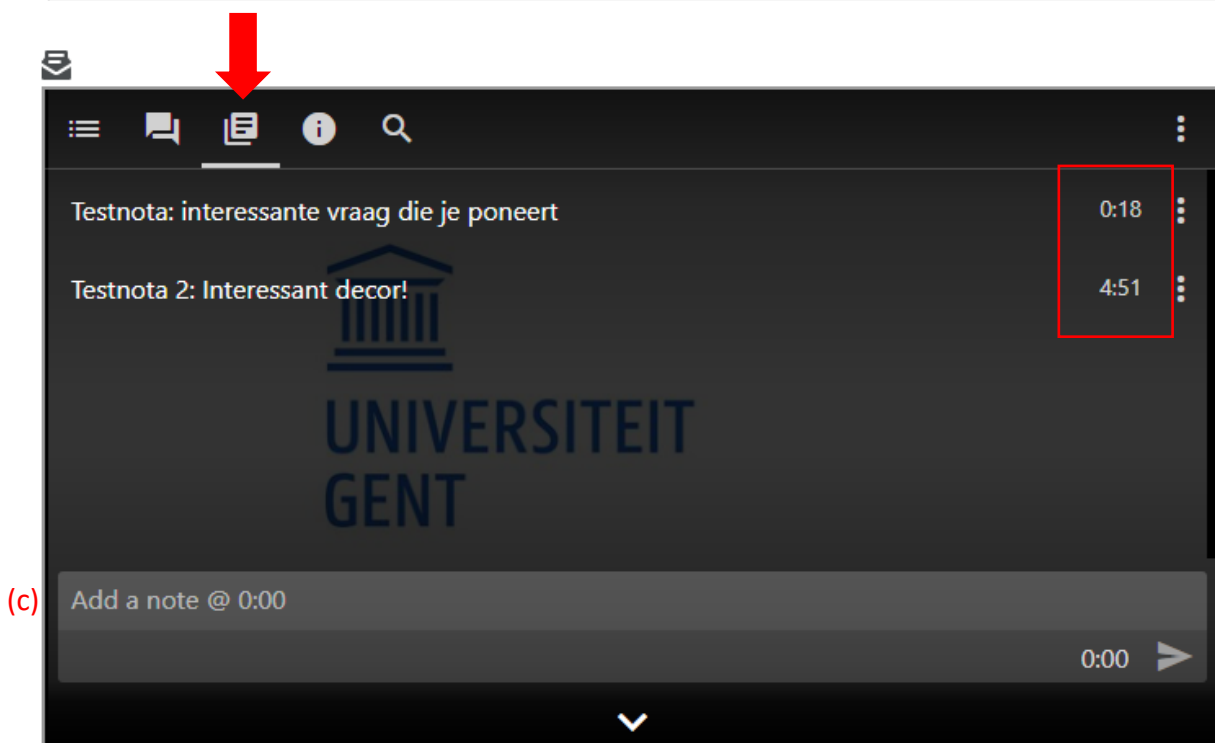 Testnota: interessante vraag die je poneert 0:18
Testnota 2: Interessant decor! 4:51
UNIVERSITEIT
GENT
(c) Add a note @ 0:00
0:00